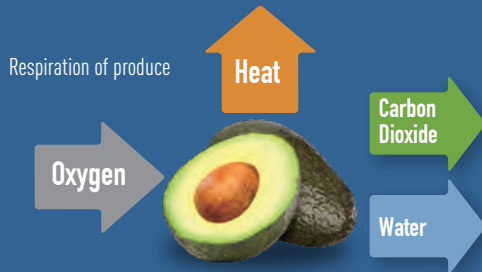 Respiration of produce
Heat
Carbon
Dioxide
Oxygen
Water